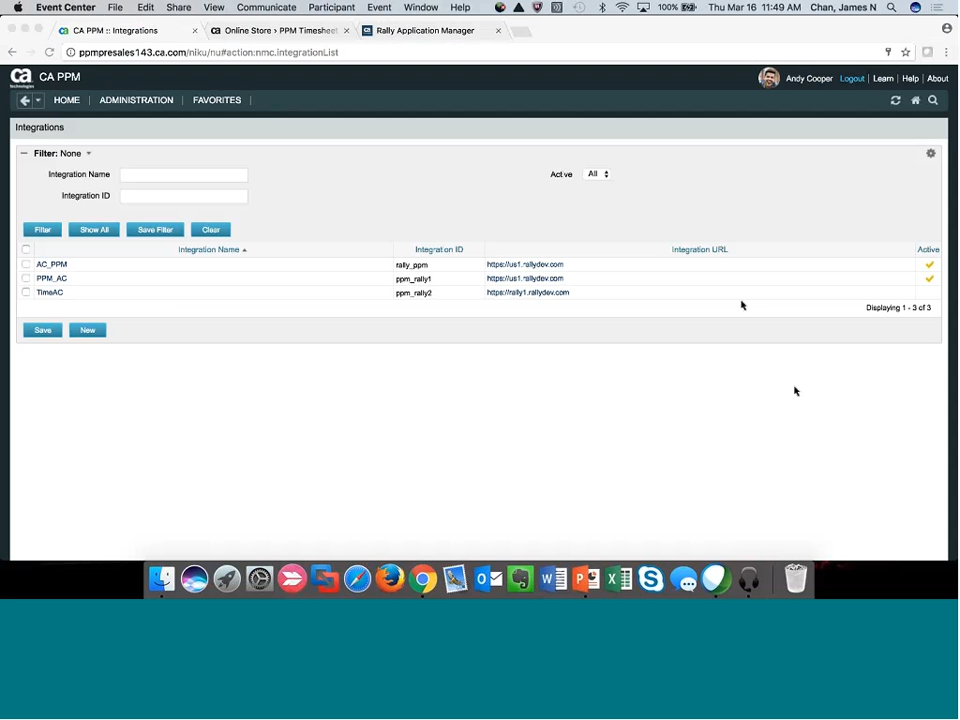 Event Center File Edit Share View Communicate Participant Event Window Help 100% Thu Mar 16 11:49 AM Chan, James N
CA PPM :: Integrations × Online Store › PPM Timesheet × Rally Application Manager ×
ppmpresales143.ca.com/niku/nu#action:nmc.integrationList
ca technologies CA PPM Andy Cooper Logout Learn Help About
HOME ADMINISTRATION FAVORITES
Integrations
Filter: None
Integration Name Active All
Integration ID
Filter Show All Save Filter Clear
Integration Name Integration ID Integration URL Active
AC_PPM rally_ppm https://us1.rallydev.com
PPM_AC ppm_rally1 https://us1.rallydev.com
TimeAC ppm_rally2 https://rally1.rallydev.com
Displaying 1 - 3 of 3
Save New